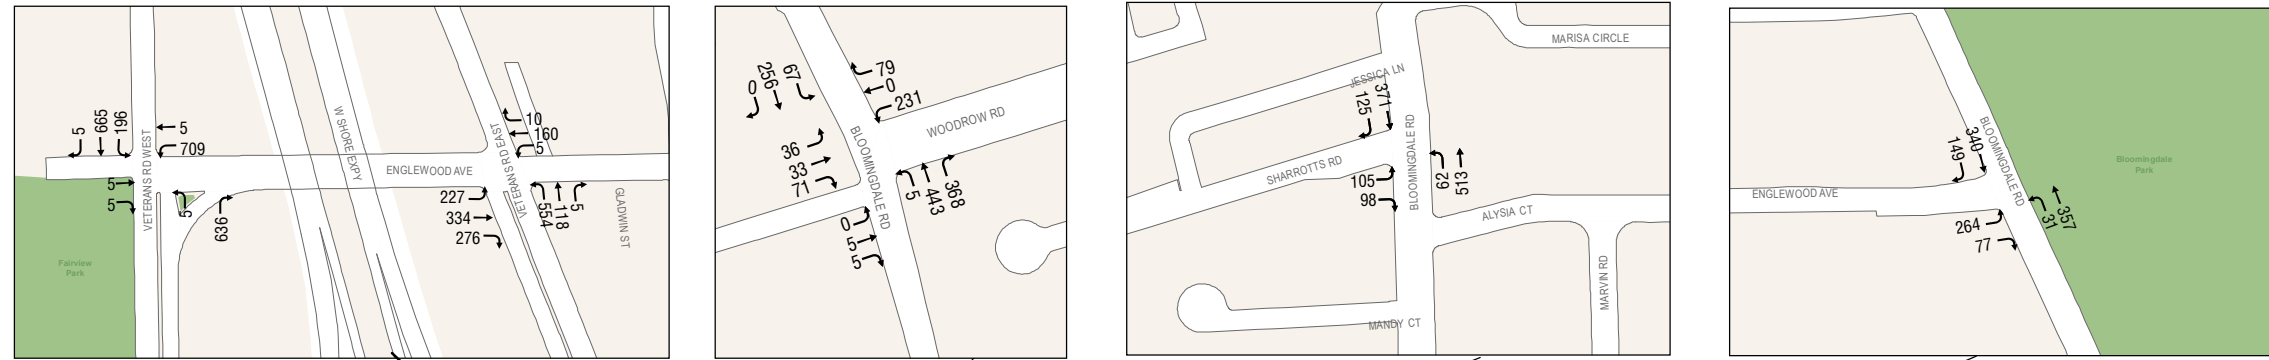 5
665
196
5
709
5
5
5
636
VETERANS RD WEST
Fairview
Park
W SHORE EXPY
ENGLEWOOD AVE
VETERANS RD EAST
10
160
5
227
334
276
554
118
5
GLADWIN ST
0
256
67
79
0
231
WOODROW RD
BLOOMINGDALE RD
36
33
71
5
443
368
0
5
5
MARISA CIRCLE
JESSICA LN
125
371
BLOOMINGDALE RD
SHARROTTS RD
105
98
62
513
ALYSIA CT
MARVIN RD
MANDY CT
BLOOMINGDALE RD
149
340
Bloomingdale
Park
ENGLEWOOD AVE
264
77
31
357